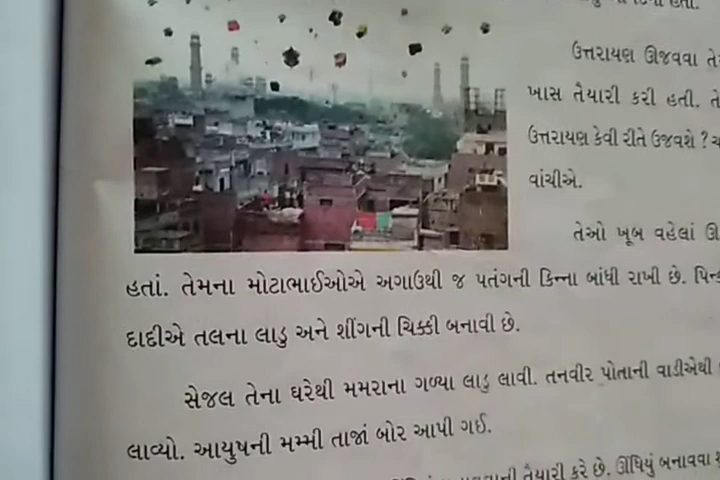 હતા.
ઉત્તરાયણ ઊજવવા
ખાસ તૈયારી કરી હતી.
ઉત્તરાયણ કેવી રીતે ઉજવશે ?
વાંચીએ.
તેઓ ખૂબ વહેલાં
હતાં. તેમના મોટાભાઈઓએ અગાઉથી જ પતંગની કિન્ના બાંધી રાખી છે.
દાદીએ તલના લાડુ અને શીંગની ચિક્કી બનાવી છે.
સેજલ તેના ઘરેથી મમરાના ગળ્યા લાડુ લાવી. તનવીર પોતાની વાડીએથી
લાવ્યો. આયુષની મમ્મી તાજાં બોર આપી ગઈ.
તૈયારી કરે છે. ઊંધિયું બનાવવા